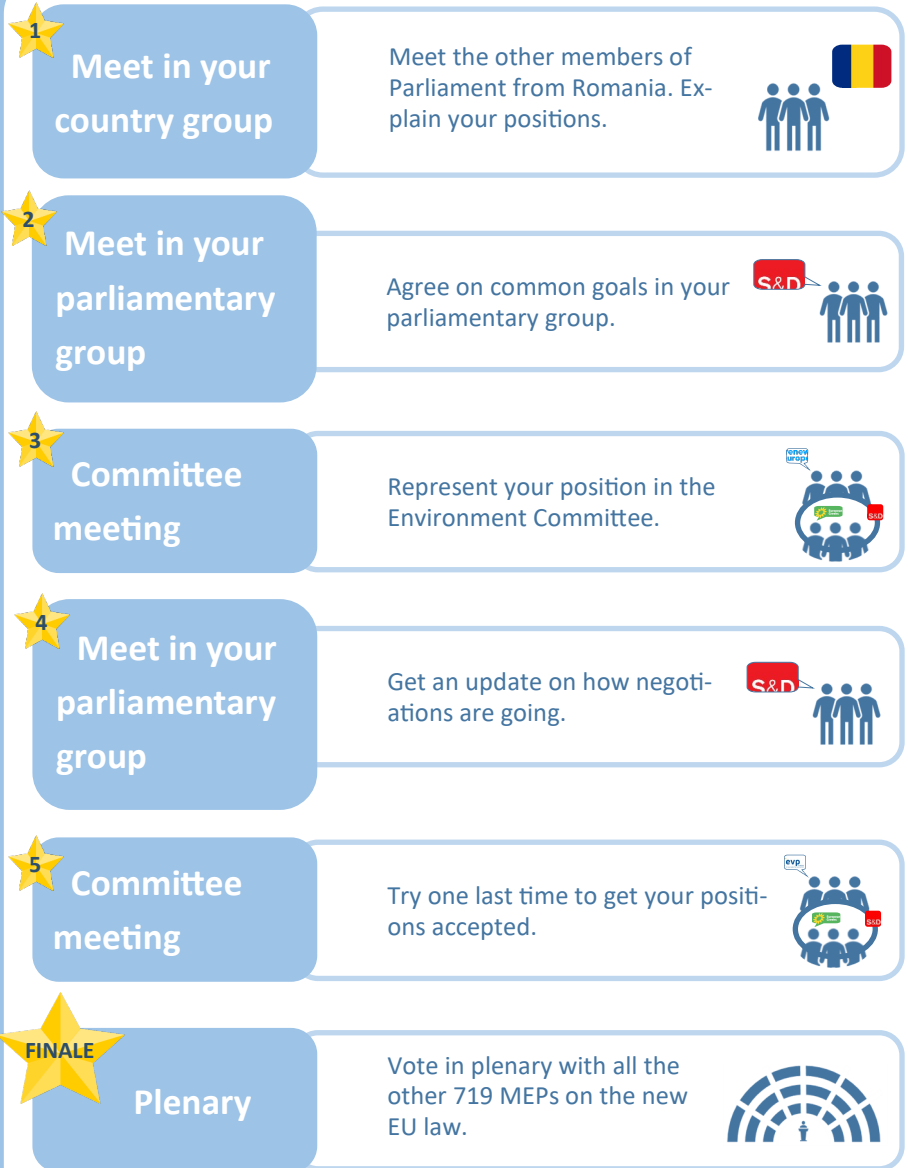 1
Meet in your
country group
Meet the other members of
Parliament from Romania. Ex-
plain your positions.
2
Meet in your
parliamentary
group
Agree on common goals in your
parliamentary group.
S&D
3
Committee
meeting
Represent your position in the
Environment Committee.
renew
europe
S&D
4
Meet in your
parliamentary
group
Get an update on how negoti-
ations are going.
S&D
5
Committee
meeting
Try one last time to get your positi-
ons accepted.
evp
S&D
FINALE
Plenary
Vote in plenary with all the
other 719 MEPs on the new
EU law.